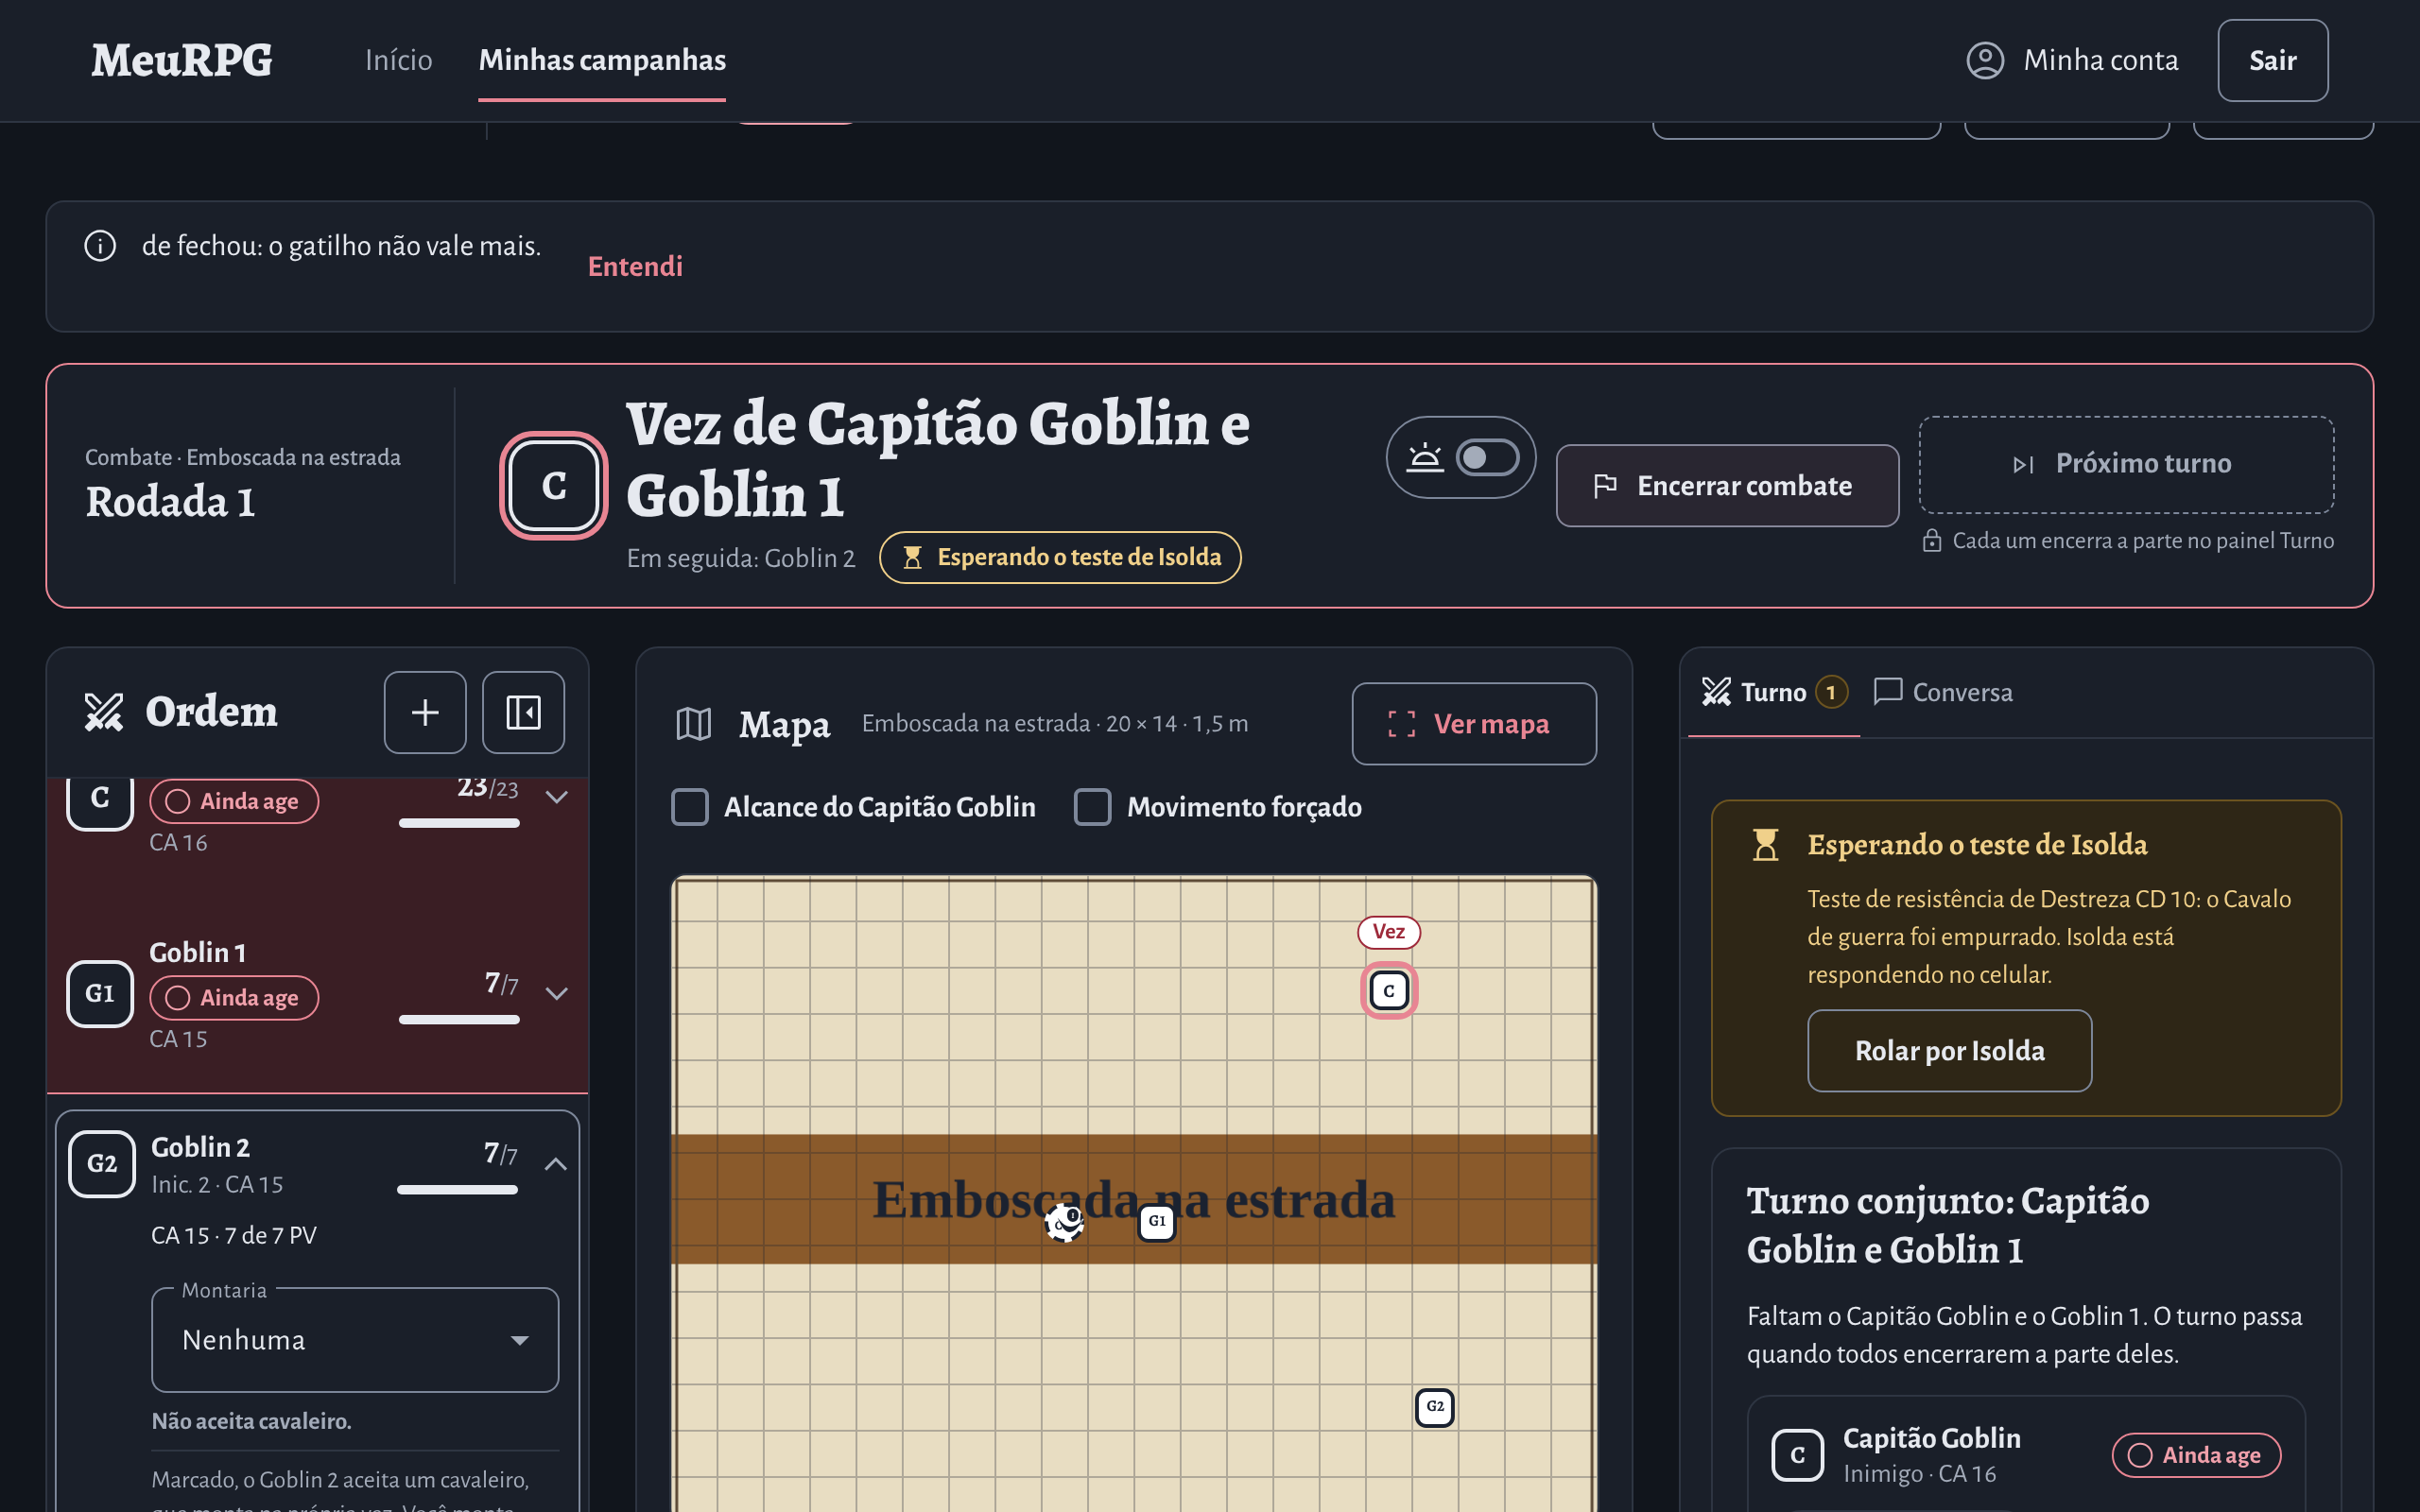 MeuRPG
Início
Minhas campanhas
Minha conta
Sair
de fechou: o gatilho não vale mais.
Entendi
Combate · Emboscada na estrada
Rodada 1
C
Vez de Capitão Goblin e
Goblin 1
Em seguida: Goblin 2
Esperando o teste de Isolda
Encerrar combate
Próximo turno
Cada um encerra a parte no painel Turno
Ordem
C
Ainda age
23/23
CA 16
G1
Goblin 1
Ainda age
7/7
CA 15
G2
Goblin 2
7/7
Inic. 2 · CA 15
CA 15 · 7 de 7 PV
Montaria
Nenhuma
Não aceita cavaleiro.
Marcado, o Goblin 2 aceita um cavaleiro,
Mapa
Emboscada na estrada · 20 × 14 · 1,5 m
Ver mapa
Alcance do Capitão Goblin
Movimento forçado
Vez
C
Emboscada na estrada
G1
G2
Turno 1
Conversa
Esperando o teste de Isolda
Teste de resistência de Destreza CD 10: o Cavalo
de guerra foi empurrado. Isolda está
respondendo no celular.
Rolar por Isolda
Turno conjunto: Capitão
Goblin e Goblin 1
Faltam o Capitão Goblin e o Goblin 1. O turno passa
quando todos encerrarem a parte deles.
C
Capitão Goblin
Inimigo · CA 16
Ainda age